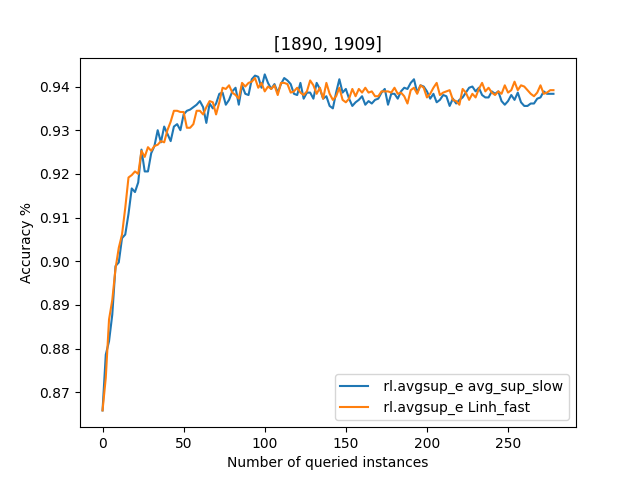 [1890, 1909]
Accuracy %
0.94
0.93
0.92
0.91
0.90
0.89
0.88
0.87
rl.avgsup_e avg_sup_slow
rl.avgsup_e Linh_fast
0 50 100 150 200 250
Number of queried instances